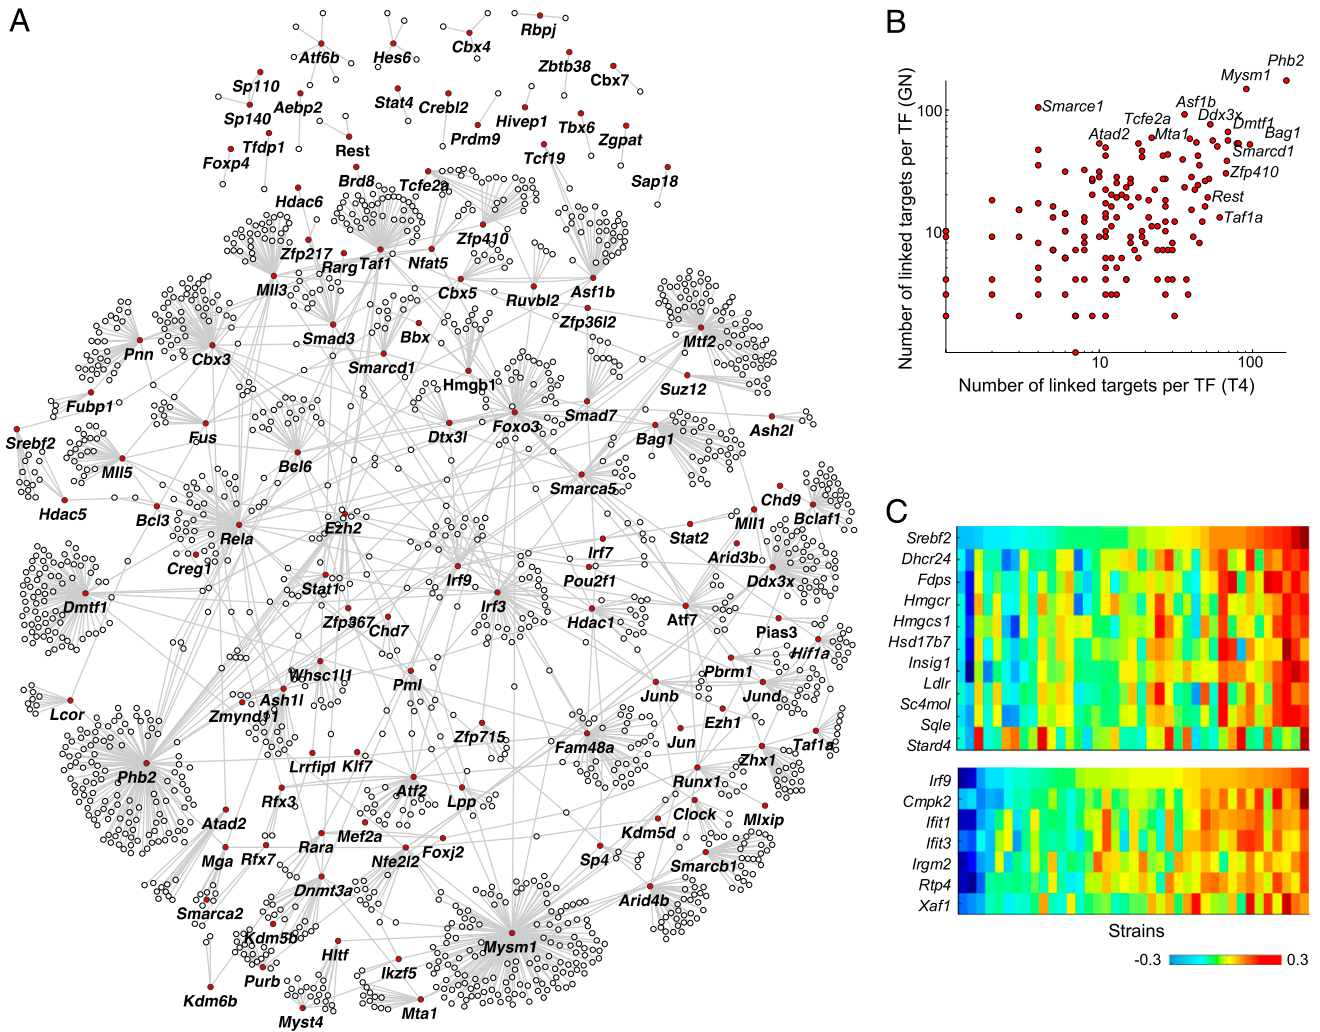 A
Rbpj
Cbx4
Hes6
Atf6b
Zbtb38
Cbx7
Sp110
Sp140
Aebp2
Stat4
Crebl2
Hivep1
Prdm9
Tbx6
Zgpat
Foxp4
Tfdp1
Rest
Tcf19
Sap18
Brd8
Tcfe2a
Hdac6
Zfp217
Rarg
Taf1
Nfat5
Zfp410
Mll3
Cbx5
Ruvbl2
Asf1b
Zfp36l2
Pnn
Cbx3
Smad3
Bbx
Smarcd1
Hmgb1
Mtf2
Suz12
Fubp1
Fus
Dtx3l
Foxo3
Smad7
Bag1
Ash2l
Srebf2
Mll5
Bcl6
Smarca5
Chd9
Hdac5
Bcl3
Rela
Ezh2
Mll1
Bclaf1
Stat2
Creg1
Irf7
Arid3b
Stat1
Irf9
Pou2f1
Ddx3x
Dmtf1
Irf3
Zfp367
Chd7
Hdac1
Atf7
Pias3
Hif1a
Whsc1l1
Pml
Pbrm1
Lcor
Ash1l
Zmynd11
Junb
Jund
Ezh1
Zfp715
Fam48a
Jun
Taf1a
Phb2
Lrrfip1
Klf7
Zhx1
Rfx3
Atf2
Lpp
Runx1
Atad2
Clock
Mlxip
Mef2a
Kdm5d
Mga
Rfx7
Rara
Nfe2l2
Foxj2
Sp4
Smarcb1
Dnmt3a
Arid4b
Smarca2
Kdm5b
Hltf
Mysm1
Purb
Ikzf5
Kdm6b
Myst4
Mta1
B
Phb2
Mysm1
Smarce1
Asf1b
Tcfe2a
Ddx3x
Dmtf1
Atad2
Mta1
Bag1
Smarcd1
Zfp410
Rest
Taf1a
100
10
10
100
Number of linked targets per TF (GN)
Number of linked targets per TF (T4)
C
Srebf2
Dhcr24
Fdps
Hmgcr
Hmgcs1
Hsd17b7
Insig1
Ldlr
Sc4mol
Sqle
Stard4
Irf9
Cmpk2
Ifit1
Ifit3
Irgm2
Rtp4
Xaf1
Strains
-0.3
0.3